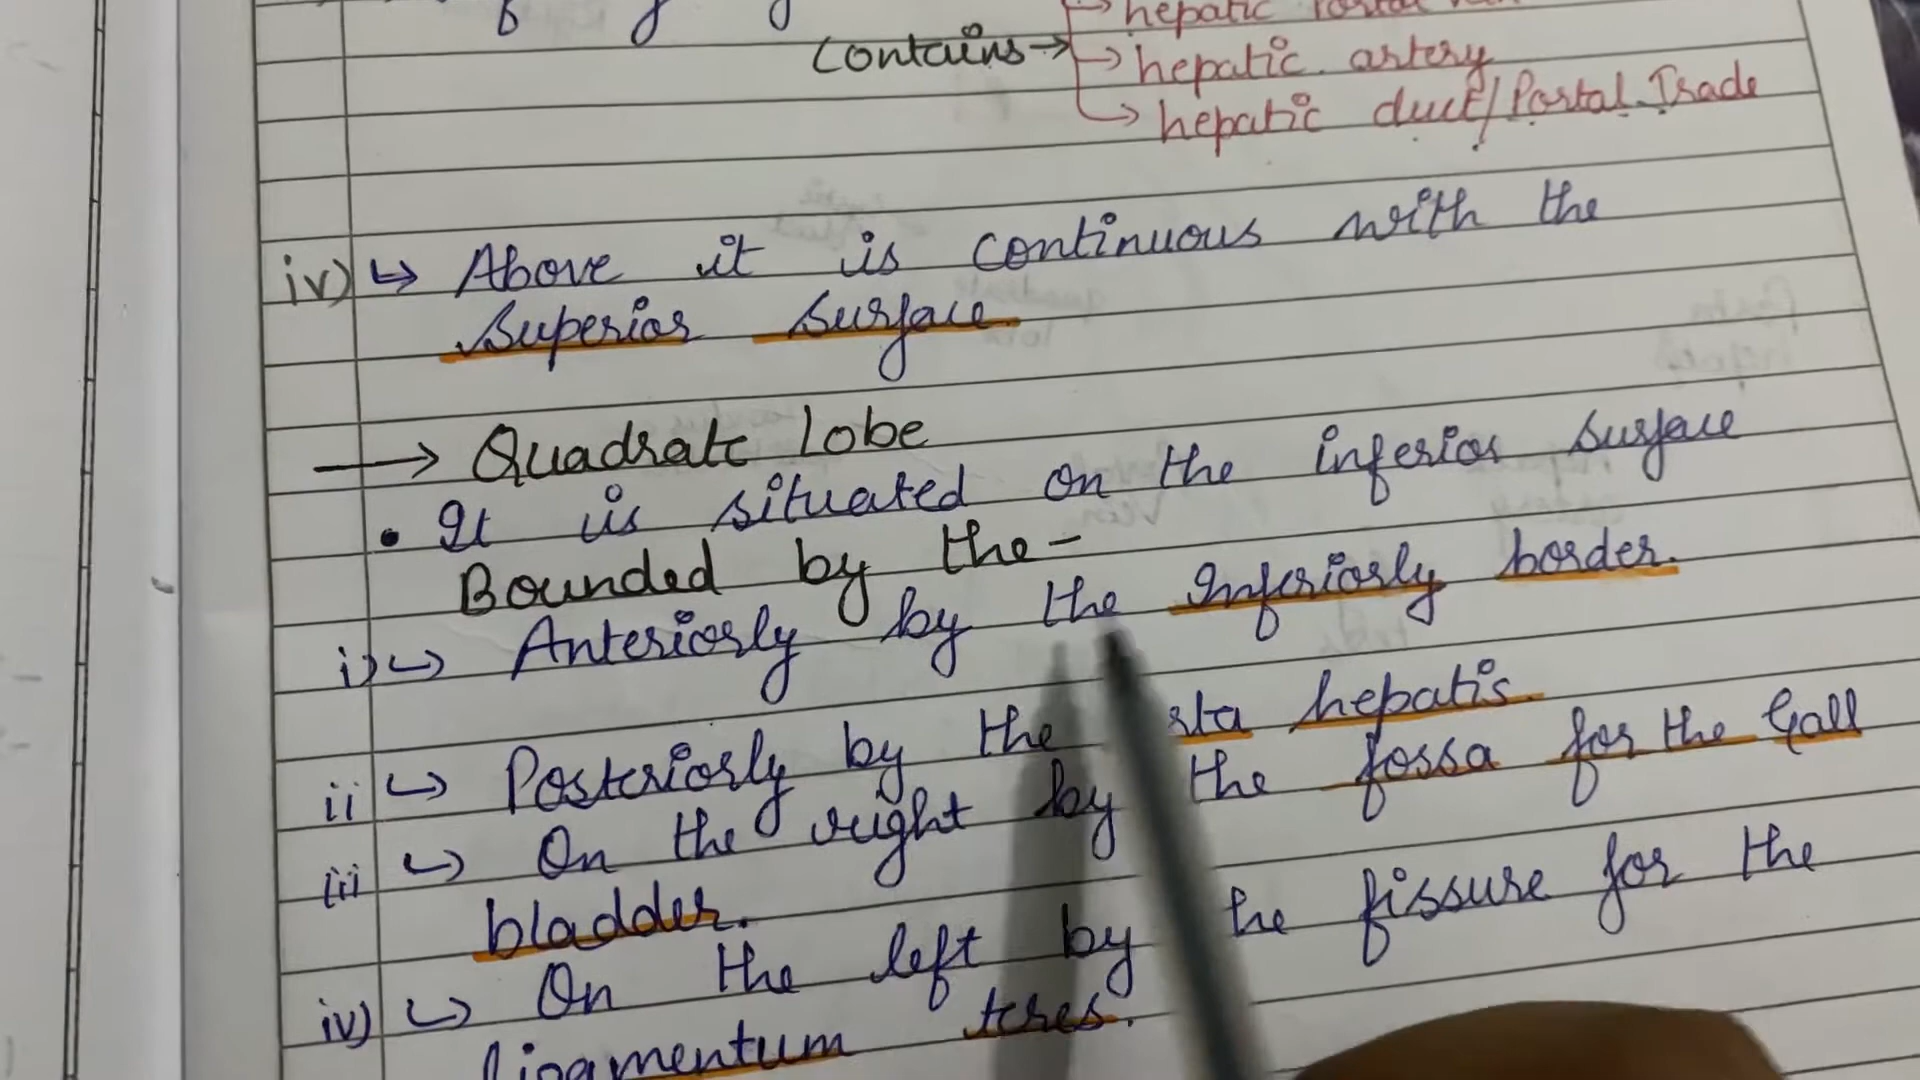 hepatic Portal
contains → → hepatic artery
→ hepatic duct/Portal Trade
iv) ↳ Above it is continuous with the
superior surface
→ Quadrate lobe
• It is situated on the inferior surface
Bounded by the -
i) ↳ Anteriorly by the Inferiorly border.
ii ↳ Posteriorly by the hepatis.
iii ↳ On the right by the fossa for the Gall
bladder.
iv) ↳ On the left by the fissure for the
ligamentum teres.